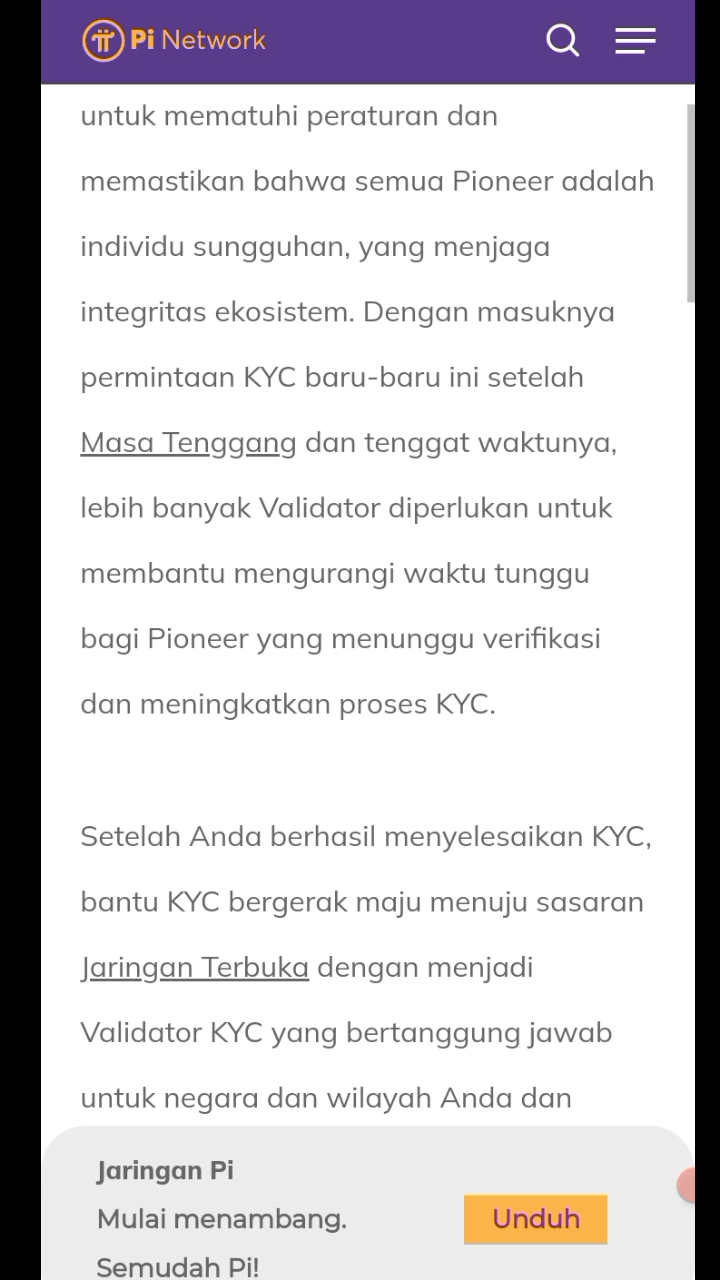 Pi Network
untuk mematuhi peraturan dan
memastikan bahwa semua Pioneer adalah
individu sungguhan, yang menjaga
integritas ekosistem. Dengan masuknya
permintaan KYC baru-baru ini setelah
Masa Tenggang dan tenggat waktunya,
lebih banyak Validator diperlukan untuk
membantu mengurangi waktu tunggu
bagi Pioneer yang menunggu verifikasi
dan meningkatkan proses KYC.
Setelah Anda berhasil menyelesaikan KYC,
bantu KYC bergerak maju menuju sasaran
Jaringan Terbuka dengan menjadi
Validator KYC yang bertanggung jawab
untuk negara dan wilayah Anda dan
Jaringan Pi
Mulai menambang.
Unduh
Semudah Pi!